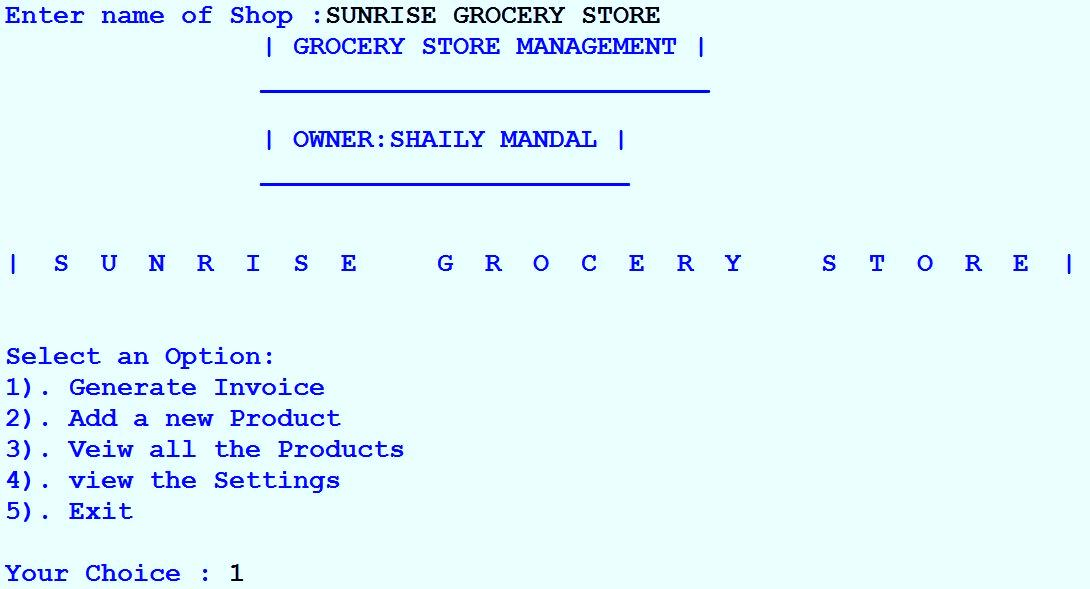 Enter name of Shop :SUNRISE GROCERY STORE
| GROCERY STORE MANAGEMENT |
| OWNER:SHAILY MANDAL |
| S U N R I S E   G R O C E R Y   S T O R E |
Select an Option:
1). Generate Invoice
2). Add a new Product
3). Veiw all the Products
4). view the Settings
5). Exit
Your Choice : 1